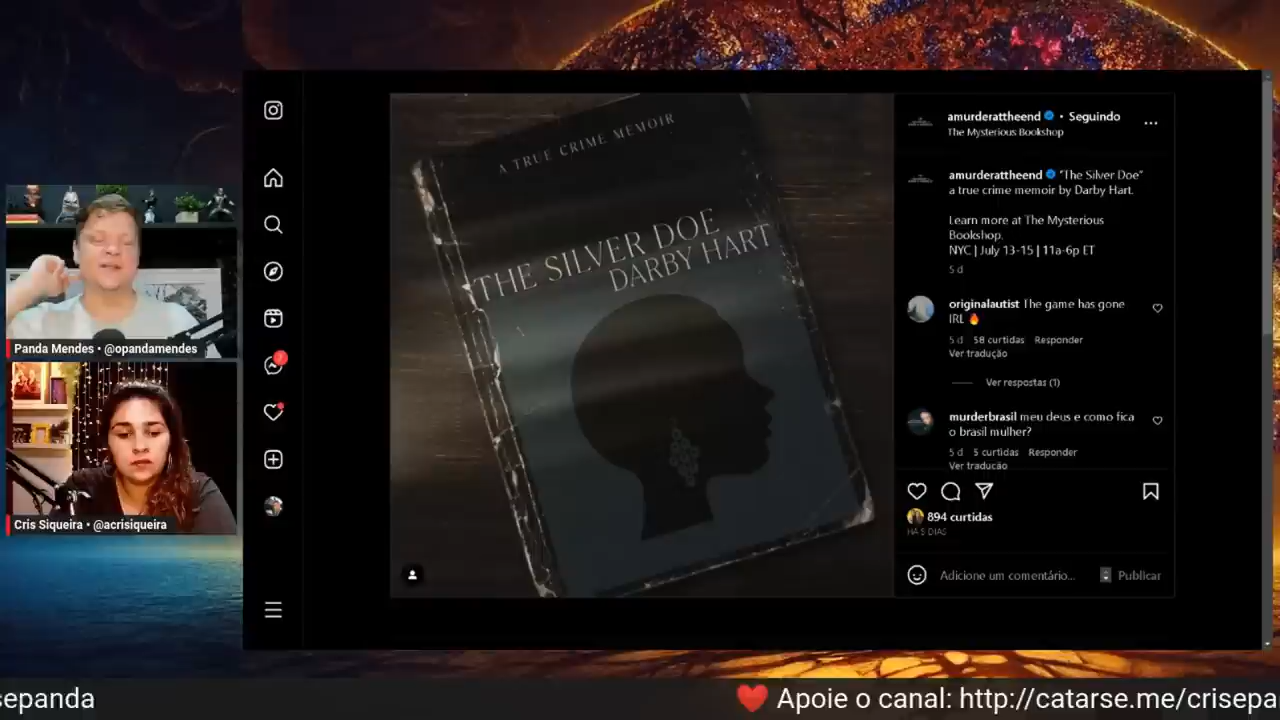 A TRUE CRIME MEMOIR
THE SILVER DOE
DARBY HART
amurderattheend • Seguindo
The Mysterious Bookshop
amurderattheend "The Silver Doe"
a true crime memoir by Darby Hart.
Learn more at The Mysterious
Bookshop.
NYC | July 13-15 | 11a-6p ET
5 d
originalautist The game has gone
IRL 🔥
5 d 58 curtidas Responder
Ver tradução
Ver respostas (1)
murderbrasil meu deus e como fica
o brasil mulher?
5 d 5 curtidas Responder
Ver tradução
894 curtidas
HÁ 5 DIAS
Adicione um comentário...
Publicar
Panda Mendes • @opandamendes
Cris Siqueira • @acrisiqueira
sepanda
❤️ Apoie o canal: http://catarse.me/crisepa